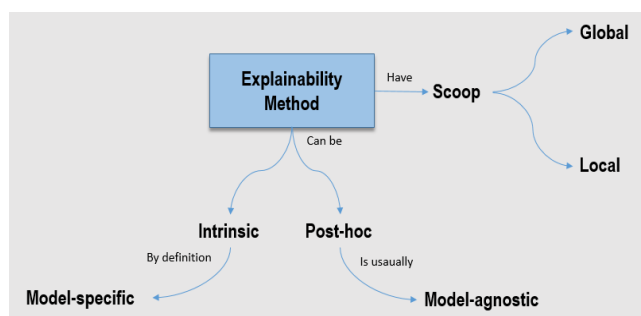 Global
Explainability
Method
Have
Scoop
Can be
Local
Intrinsic
Post-hoc
By definition
Is usaually
Model-specific
Model-agnostic